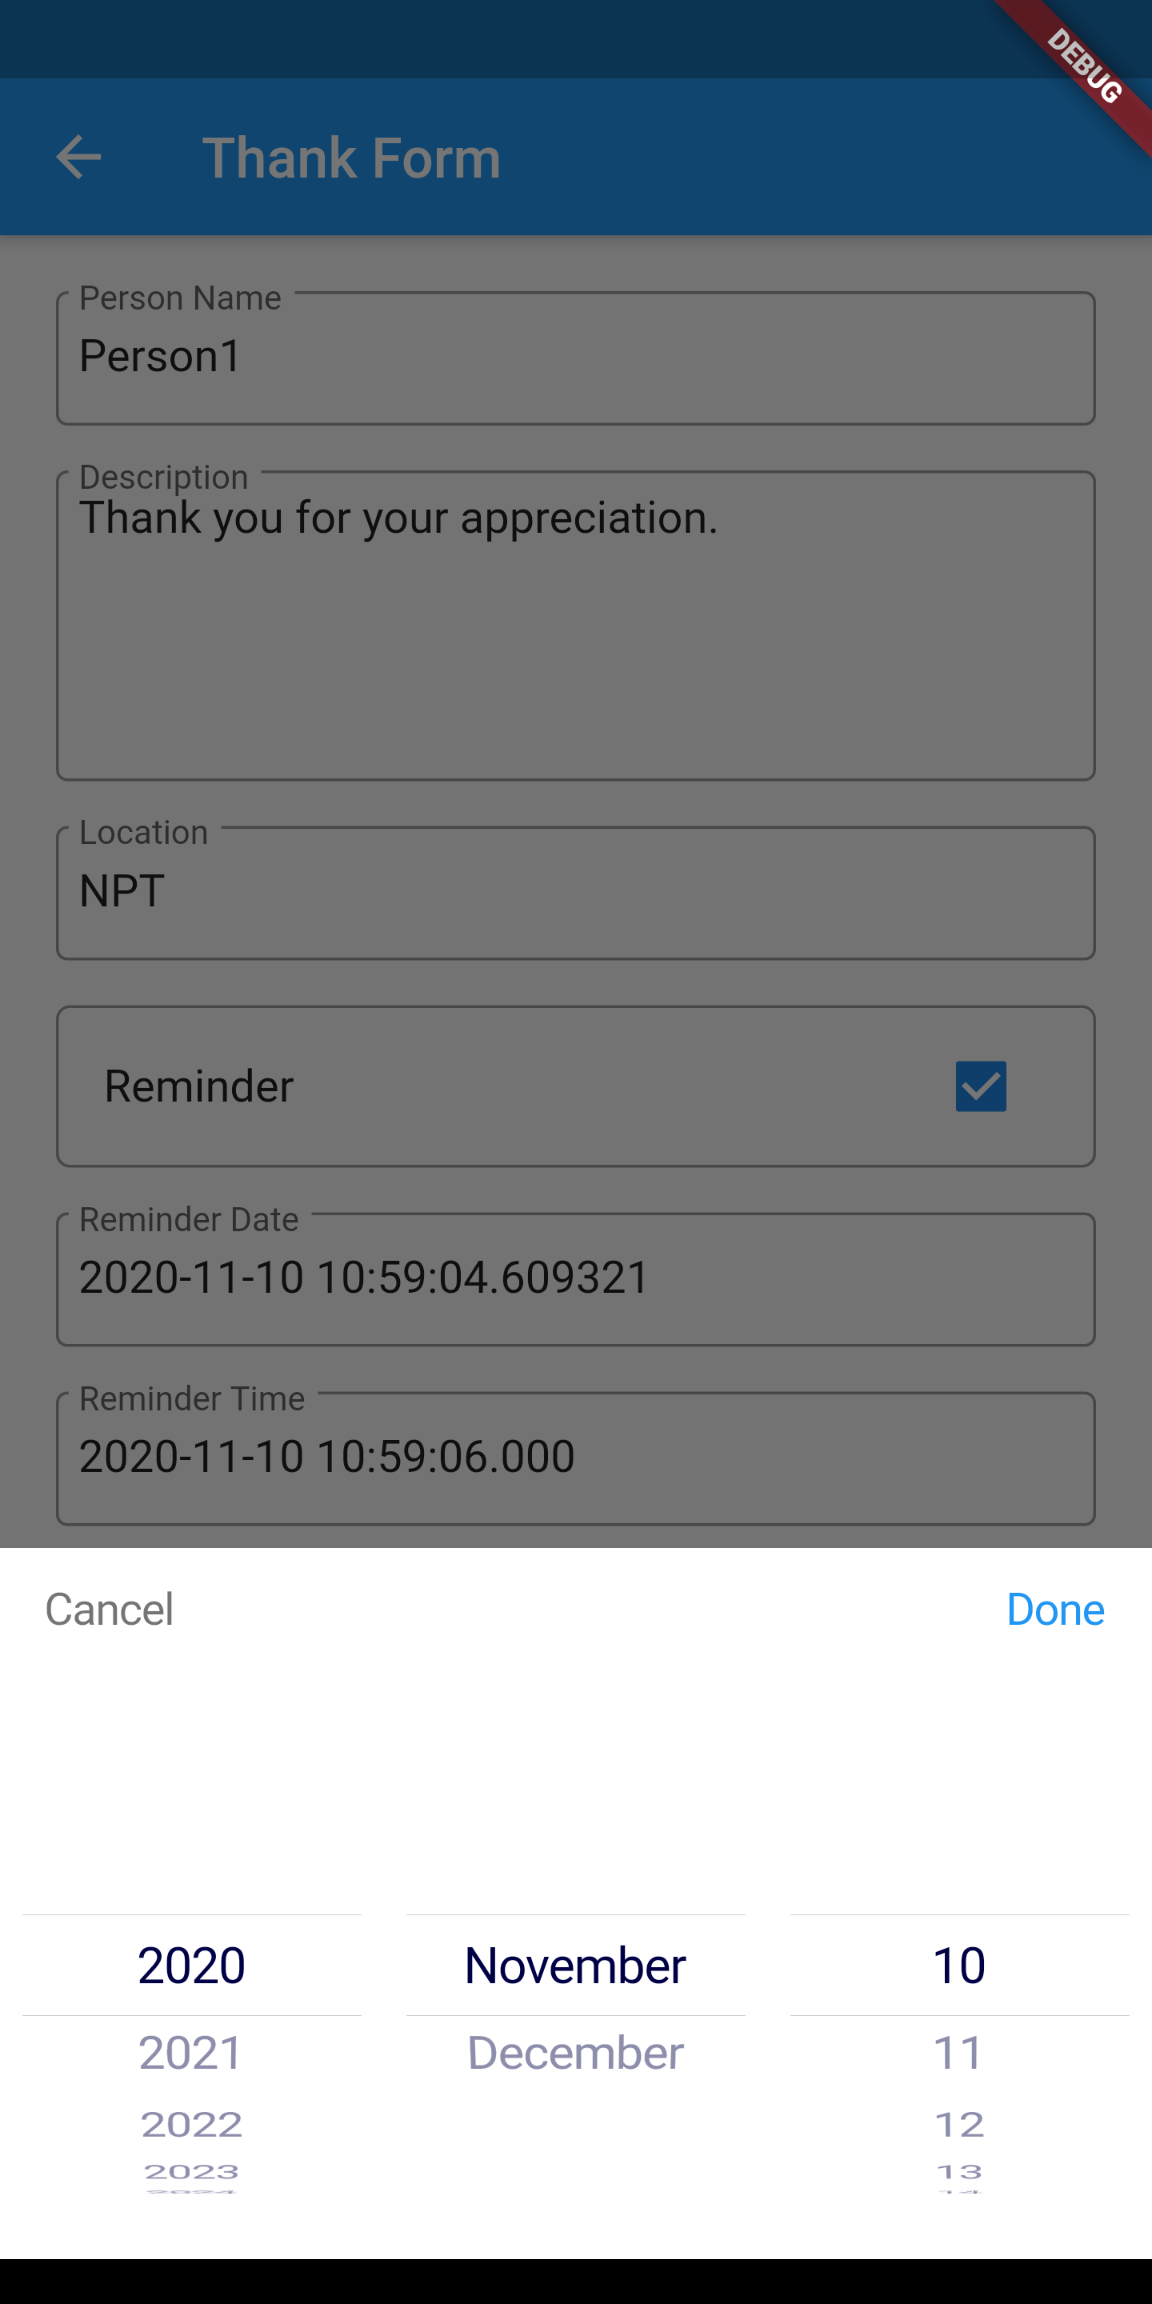 DEBUG
Thank Form
Person Name
Person1
Description
Thank you for your appreciation.
Location
NPT
Reminder
Reminder Date
2020-11-10 10:59:04.609321
Reminder Time
2020-11-10 10:59:06.000
Cancel Done
2020 November 10
2021 December 11
2022 12
2023 13
2024 14